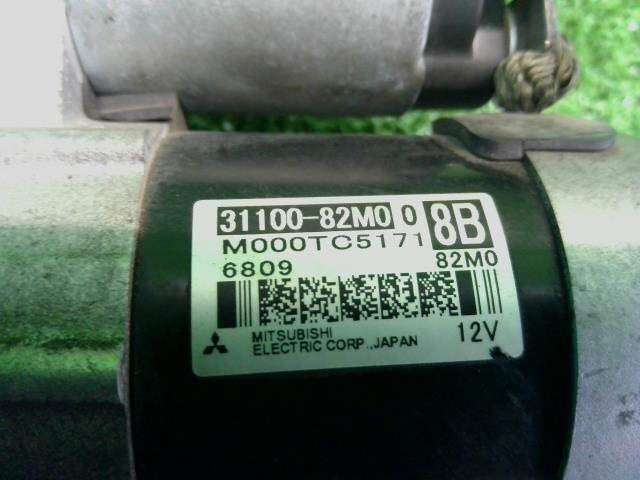 31100-82M0 0 8B
M000TC5171
6809 82M0
MITSUBISHI
ELECTRIC CORP.,JAPAN 12V